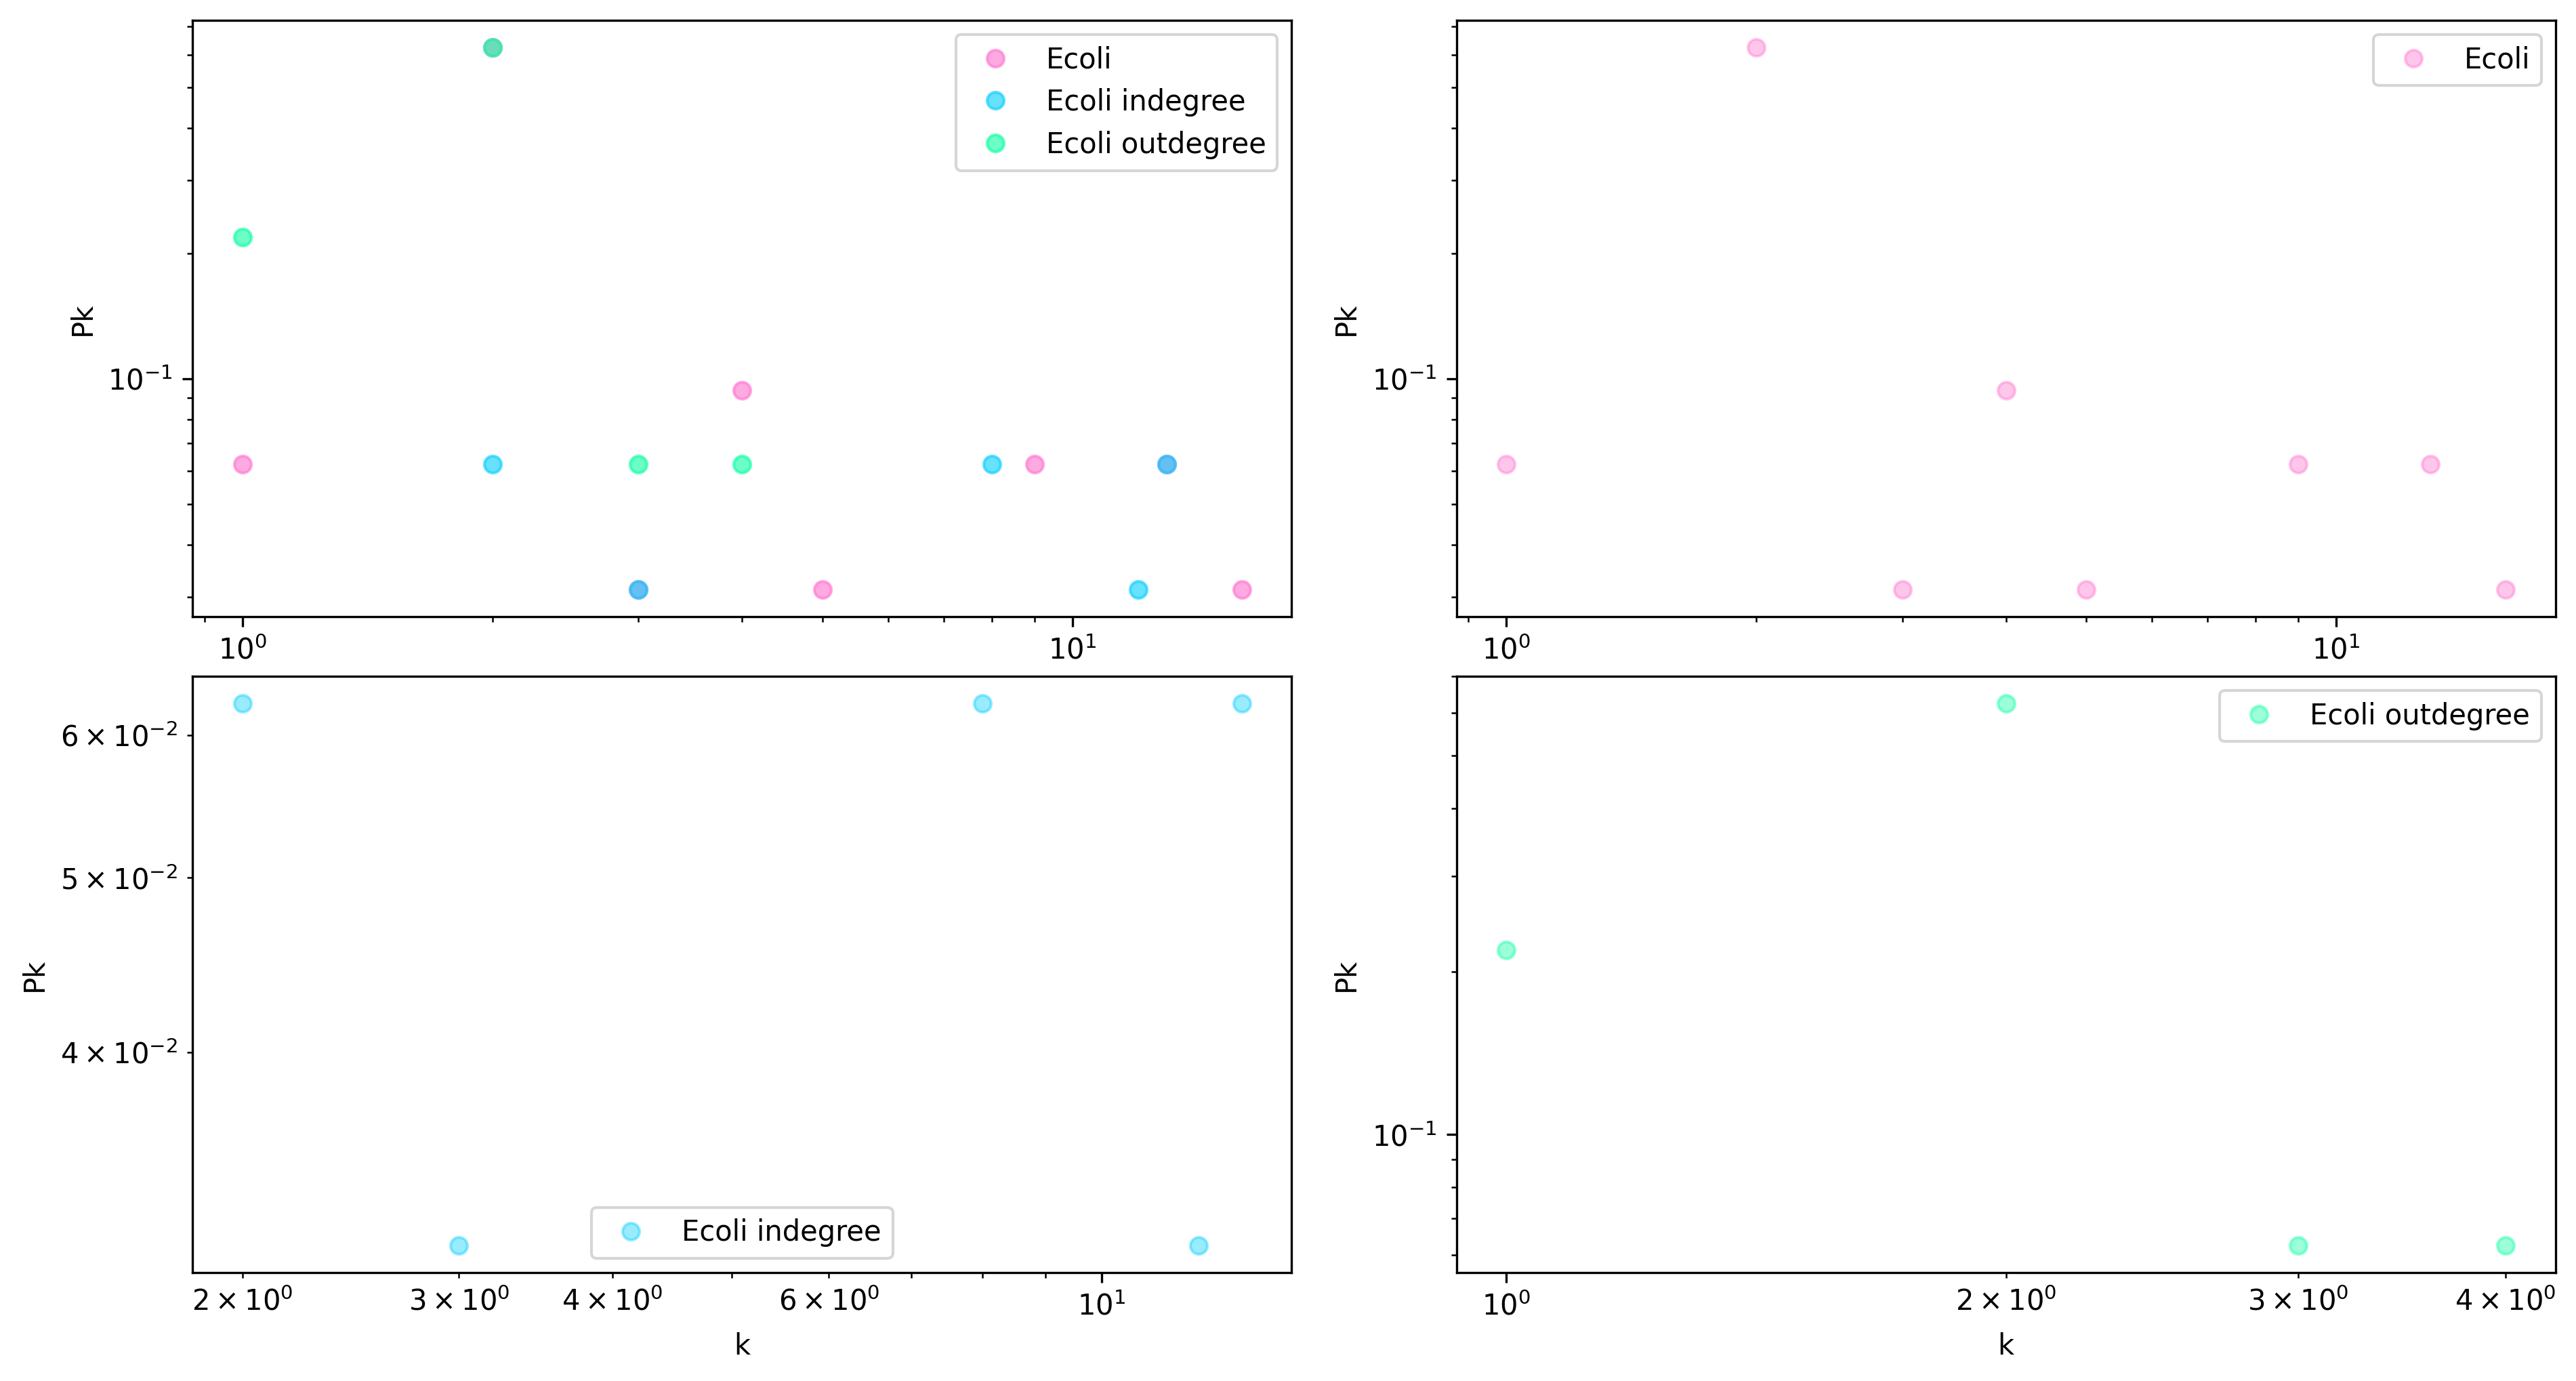 Ecoli
Ecoli indegree
Ecoli outdegree
Pk
10⁻¹
10⁰ 10¹
Ecoli
Pk
10⁻¹
10⁰ 10¹
6 × 10⁻²
5 × 10⁻²
4 × 10⁻²
Pk
Ecoli indegree
2 × 10⁰ 3 × 10⁰ 4 × 10⁰ 6 × 10⁰ 10¹
k
Ecoli outdegree
Pk
10⁻¹
10⁰ 2 × 10⁰ 3 × 10⁰ 4 × 10⁰
k